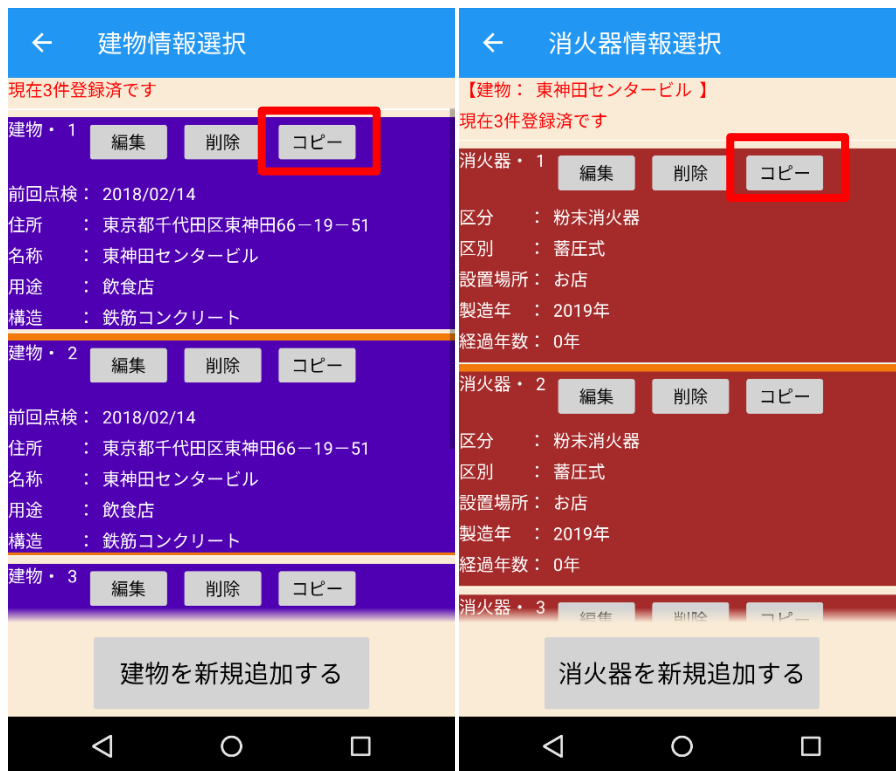 建物情報選択
現在3件登録済です
建物・ 1
編集 削除 コピー
前回点検： 2018/02/14
住所 ： 東京都千代田区東神田66－19－51
名称 ： 東神田センタービル
用途 ： 飲食店
構造 ： 鉄筋コンクリート
建物・ 2
編集 削除 コピー
前回点検： 2018/02/14
住所 ： 東京都千代田区東神田66－19－51
名称 ： 東神田センタービル
用途 ： 飲食店
構造 ： 鉄筋コンクリート
建物・ 3
編集 削除 コピー
建物を新規追加する
消火器情報選択
【建物： 東神田センタービル 】
現在3件登録済です
消火器・ 1
編集 削除 コピー
区分 ： 粉末消火器
区別 ： 蓄圧式
設置場所： お店
製造年 ： 2019年
経過年数： 0年
消火器・ 2
編集 削除 コピー
区分 ： 粉末消火器
区別 ： 蓄圧式
設置場所： お店
製造年 ： 2019年
経過年数： 0年
消火器・ 3
編集 削除 コピー
消火器を新規追加する